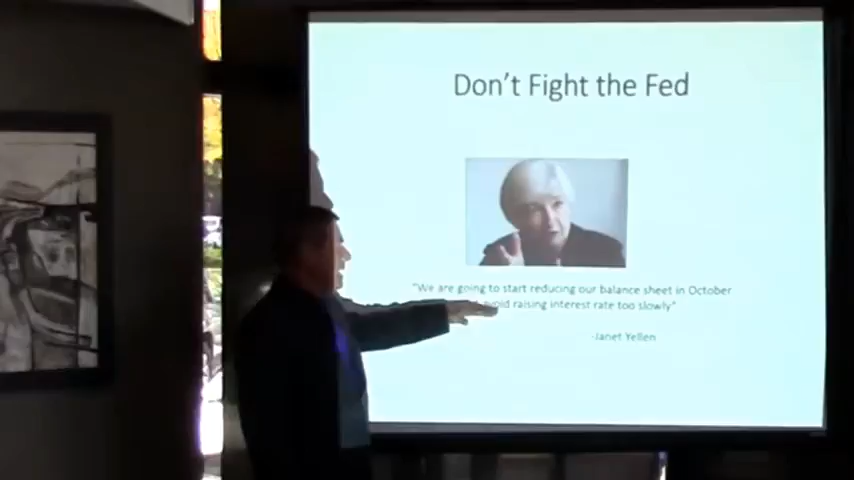 Don't Fight the Fed
"We are going to start reducing our balance sheet in October
avoid raising interest rate too slowly"
-Janet Yellen